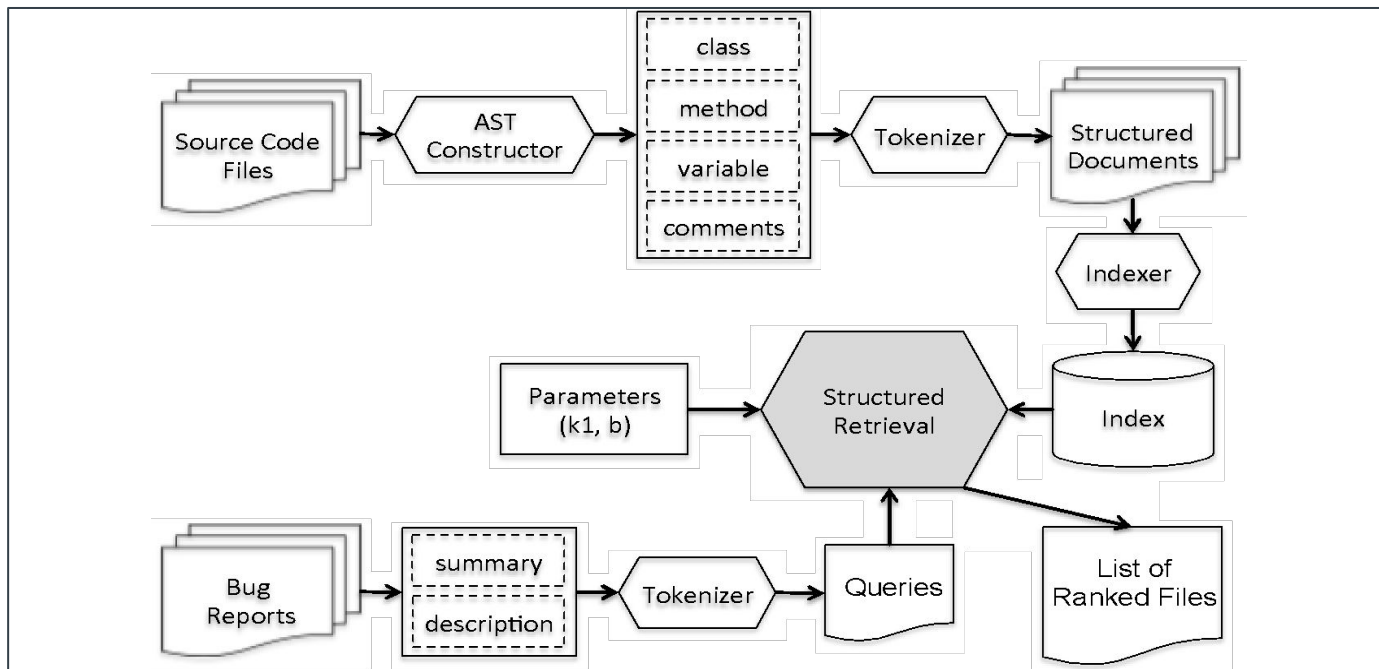 Source Code
Files
AST
Constructor
class
method
variable
comments
Tokenizer
Structured
Documents
Indexer
Parameters
(k1, b)
Structured
Retrieval
Index
Bug
Reports
summary
description
Tokenizer
Queries
List of
Ranked Files